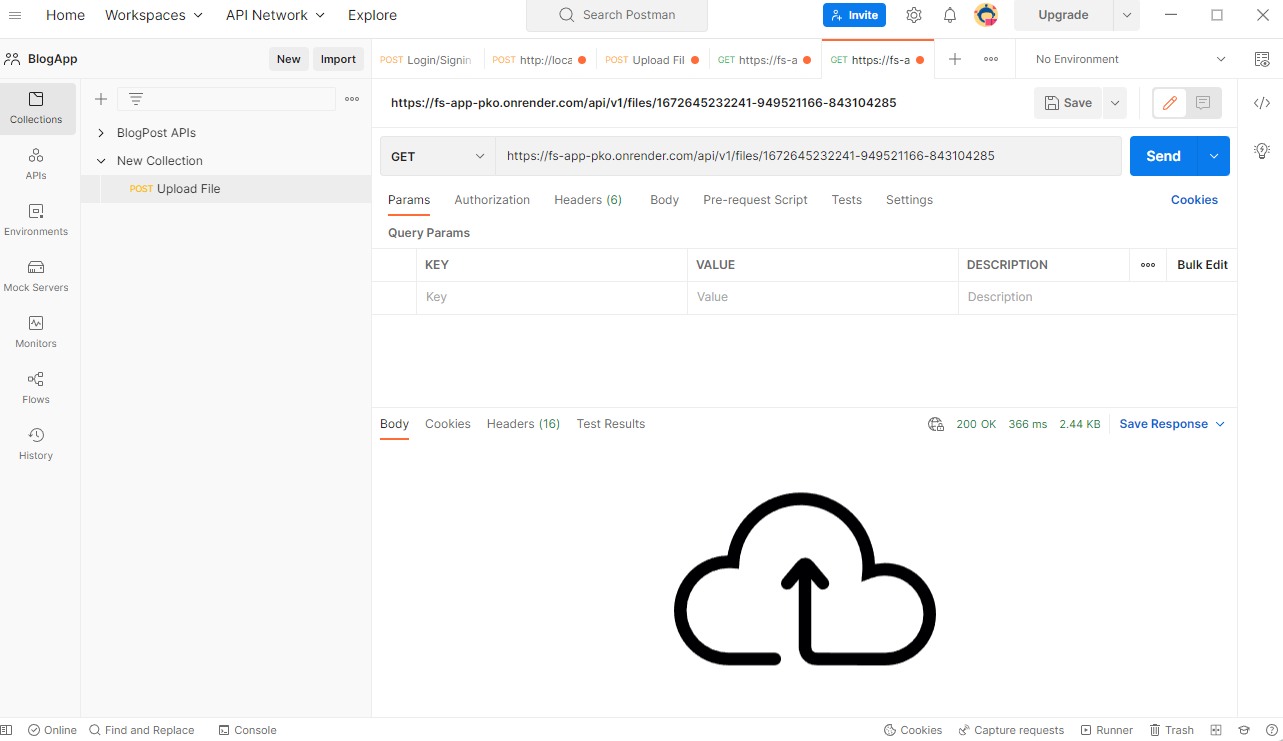 Home Workspaces API Network Explore Search Postman Invite Upgrade
BlogApp New Import
POST Login/Signin POST http://loca POST Upload Fil GET https://fs-a GET https://fs-a No Environment
Collections
APIs
Environments
Mock Servers
Monitors
Flows
History
BlogPost APIs
New Collection
POST Upload File
https://fs-app-pko.onrender.com/api/v1/files/1672645232241-949521166-843104285 Save
GET https://fs-app-pko.onrender.com/api/v1/files/1672645232241-949521166-843104285 Send
Params Authorization Headers (6) Body Pre-request Script Tests Settings Cookies
Query Params
KEY VALUE DESCRIPTION Bulk Edit
Key Value Description
Body Cookies Headers (16) Test Results 200 OK 366 ms 2.44 KB Save Response
Online Find and Replace Console Cookies Capture requests Runner Trash